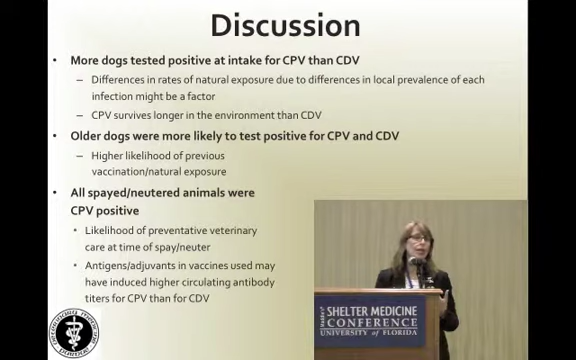 Discussion
• More dogs tested positive at intake for CPV than CDV
– Differences in rates of natural exposure due to differences in local prevalence of each
infection might be a factor
– CPV survives longer in the environment than CDV
• Older dogs were more likely to test positive for CPV and CDV
– Higher likelihood of previous
vaccination/natural exposure
• All spayed/neutered animals were
CPV positive
• Likelihood of preventative veterinary
care at time of spay/neuter
• Antigens/adjuvants in vaccines used may
have induced higher circulating antibody
titers for CPV than for CDV
SHELTER MEDICINE
CONFERENCE
UNIVERSITY of FLORIDA